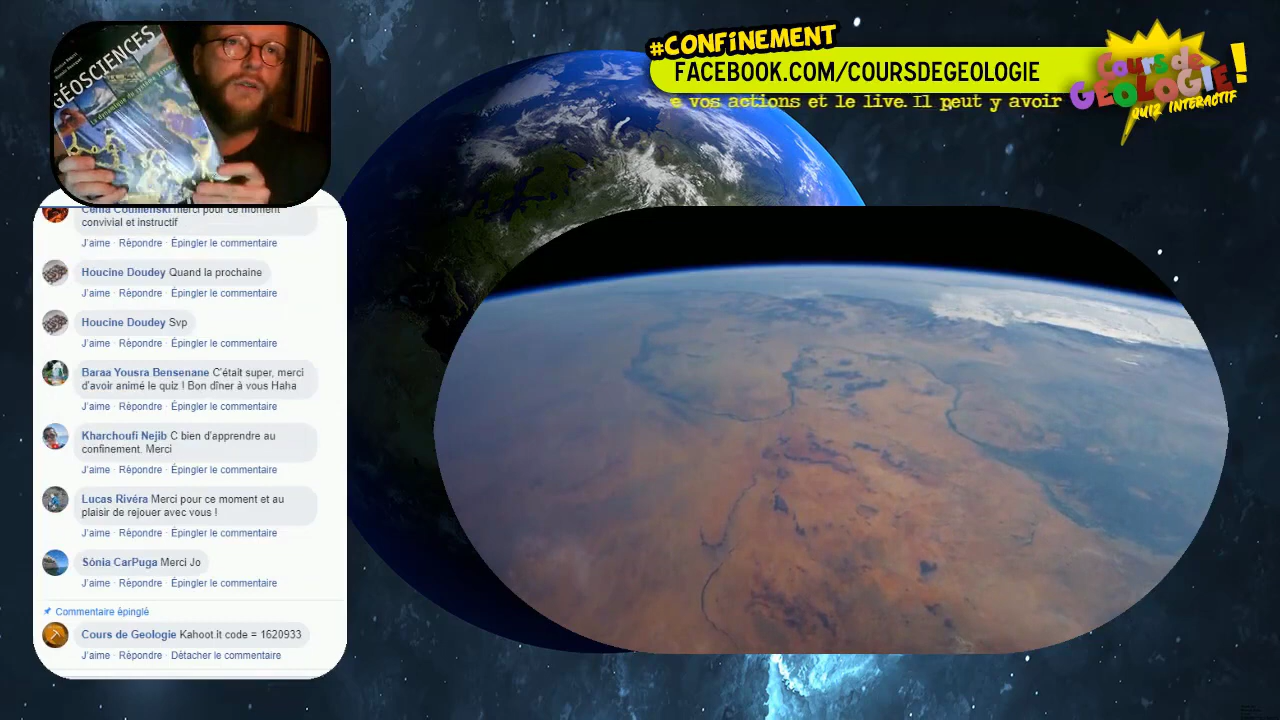 GÉOSCIENCES
#CONFiNEMENT
FACEBOOK.COM/COURSDEGEOLOGIE
e vos actions et le live. Il peut y avoir
Cours de
GEOLOGIE!
QUIZ INTERACTIF
merci pour ce moment
convivial et instructif
J'aime · Répondre · Épingler le commentaire
Houcine Doudey Quand la prochaine
J'aime · Répondre · Épingler le commentaire
Houcine Doudey Svp
J'aime · Répondre · Épingler le commentaire
Baraa Yousra Bensenane C'était super, merci
d'avoir animé le quiz ! Bon dîner à vous Haha
J'aime · Répondre · Épingler le commentaire
Kharchoufi Nejib C bien d'apprendre au
confinement. Merci
J'aime · Répondre · Épingler le commentaire
Lucas Rivéra Merci pour ce moment et au
plaisir de rejouer avec vous !
J'aime · Répondre · Épingler le commentaire
Sónia CarPuga Merci Jo
J'aime · Répondre · Épingler le commentaire
Commentaire épinglé
Cours de Geologie Kahoot.it code = 1620933
J'aime · Répondre · Détacher le commentaire